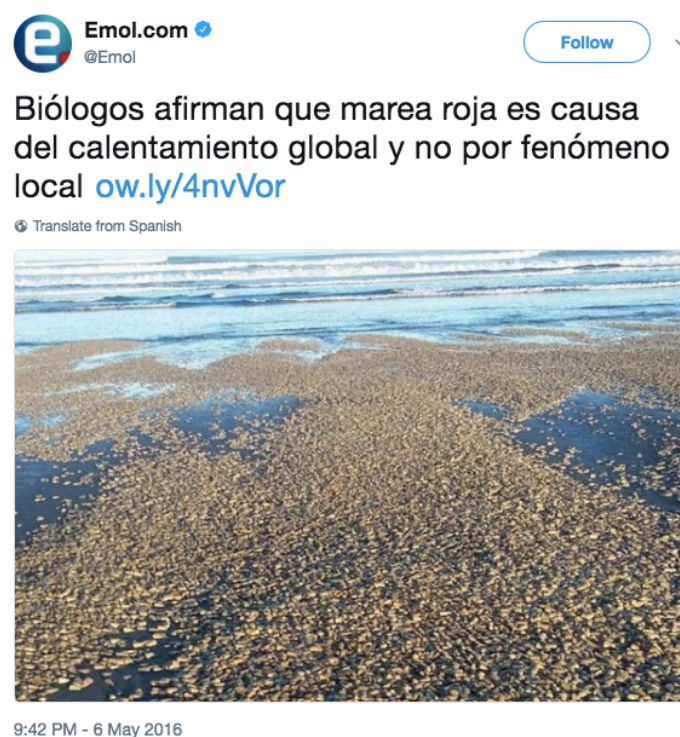 Emol.com
@Emol
Follow
Biólogos afirman que marea roja es causa
del calentamiento global y no por fenómeno
local ow.ly/4nvVor
Translate from Spanish
9:42 PM - 6 May 2016